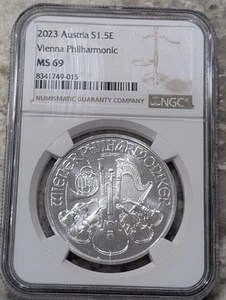 2023 Austria S1.5E
Vienna Philharmonic
MS 69
8341749-015
NUMISMATIC GUARANTY COMPANY
NGC
WIENER PHILHARMONIKER